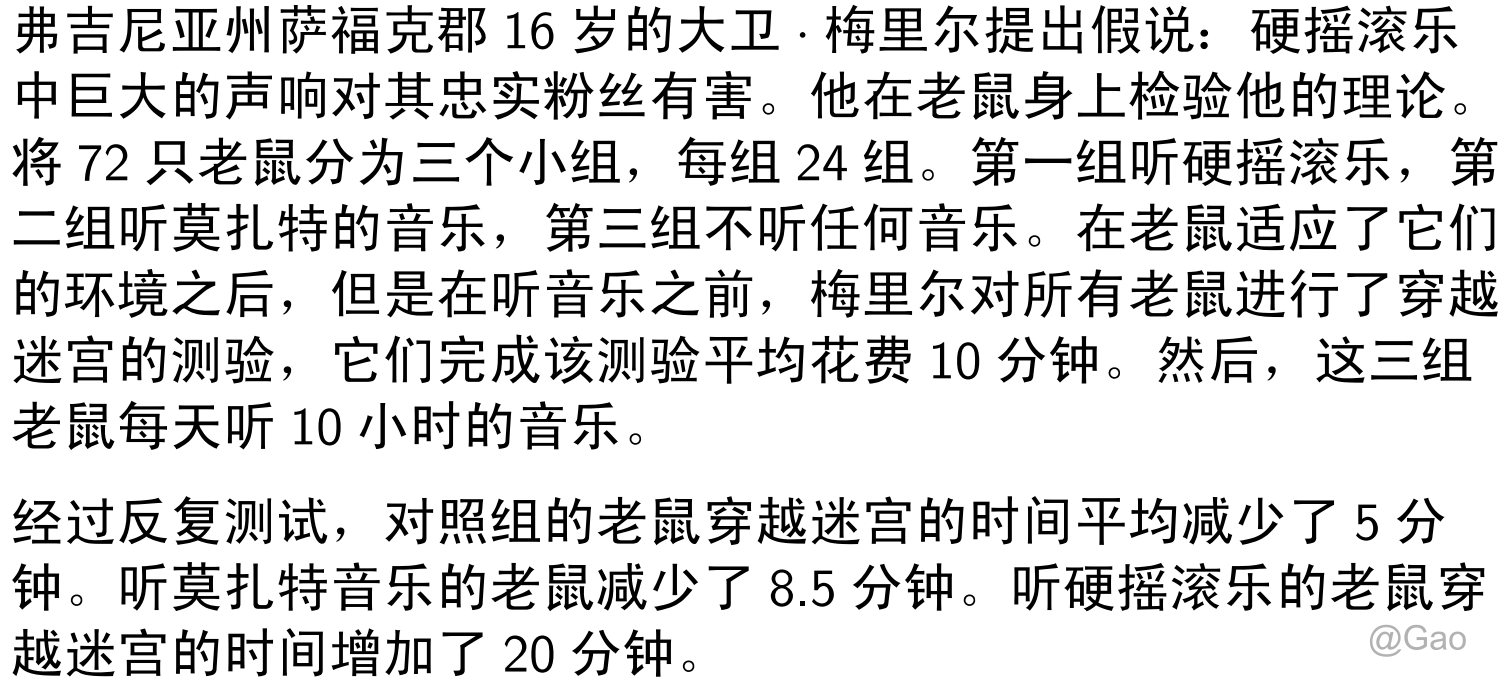 弗吉尼亚州萨福克郡 16 岁的大卫 · 梅里尔提出假说：硬摇滚乐
中巨大的声响对其忠实粉丝有害。他在老鼠身上检验他的理论。
将 72 只老鼠分为三个小组，每组 24 组。第一组听硬摇滚乐，第
二组听莫扎特的音乐，第三组不听任何音乐。在老鼠适应了它们
的环境之后，但是在听音乐之前，梅里尔对所有老鼠进行了穿越
迷宫的测验，它们完成该测验平均花费 10 分钟。然后，这三组
老鼠每天听 10 小时的音乐。
经过反复测试，对照组的老鼠穿越迷宫的时间平均减少了 5 分
钟。听莫扎特音乐的老鼠减少了 8.5 分钟。听硬摇滚乐的老鼠穿
越迷宫的时间增加了 20 分钟。
@Gao